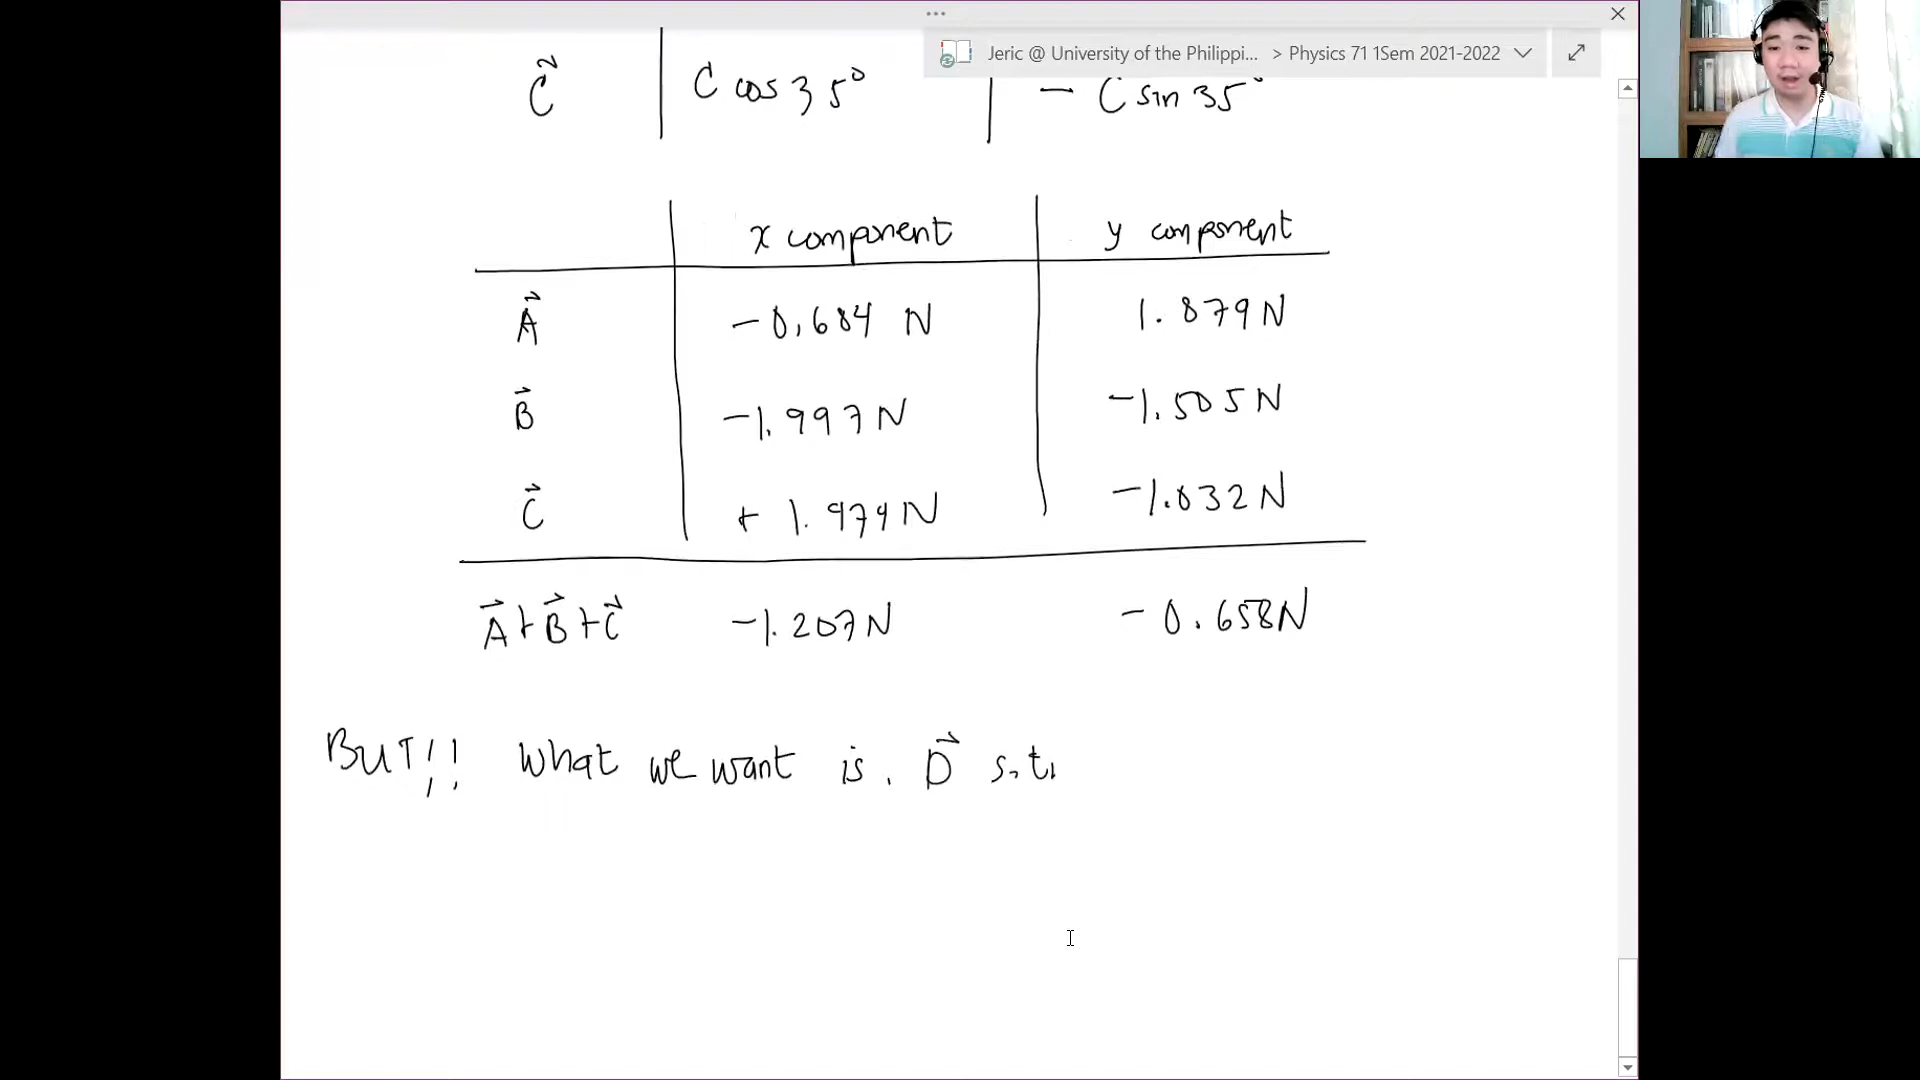 Jeric @ University of the Philippi... > Physics 71 1Sem 2021-2022
C⃗ C cos 35° - C sin 35°
x component y component
A⃗ -0.684 N 1.879 N
B⃗ -1.997 N -1.505 N
C⃗ + 1.474 N -1.032 N
A⃗ + B⃗ + C⃗ -1.207 N -0.658 N
BUT!! What we want is. D⃗ s.t.